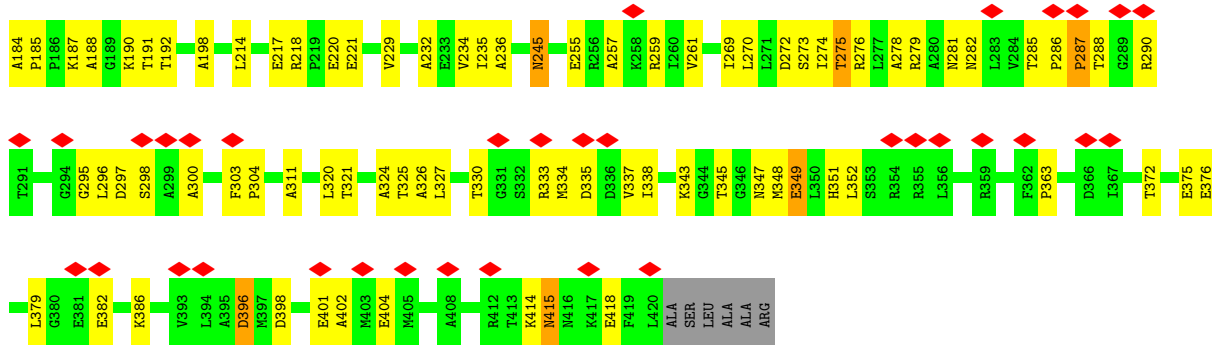 A184 P185 P186 K187 A188 G189 K190 T191 T192 A198 L214 E217 R218 P219 E220 E221 V229 A232 E233 V234 I235 A236 N245 E255 R256 A257 K258 R259 I260 V261 I269 L270 L271 D272 S273 I274 T275 R276 L277 A278 R279 A280 N281 N282 L283 V284 T285 P286 P287 T288 G289 R290
T291 G294 G295 L296 D297 S298 A299 A300 F303 P304 A311 L320 T321 A324 T325 A326 L327 T330 G331 S332 R333 M334 D335 D336 V337 I338 K343 G344 T345 G346 N347 M348 E349 L350 H351 L352 S353 R354 R355 L356 R359 F362 P363 D366 I367 T372 E375 E376
L379 G380 E381 E382 K386 V393 L394 A395 D396 M397 D398 E401 A402 M403 E404 M405 A408 R412 T413 K414 N415 N416 K417 E418 F419 L420 ALA SER LEU ALA ALA ARG